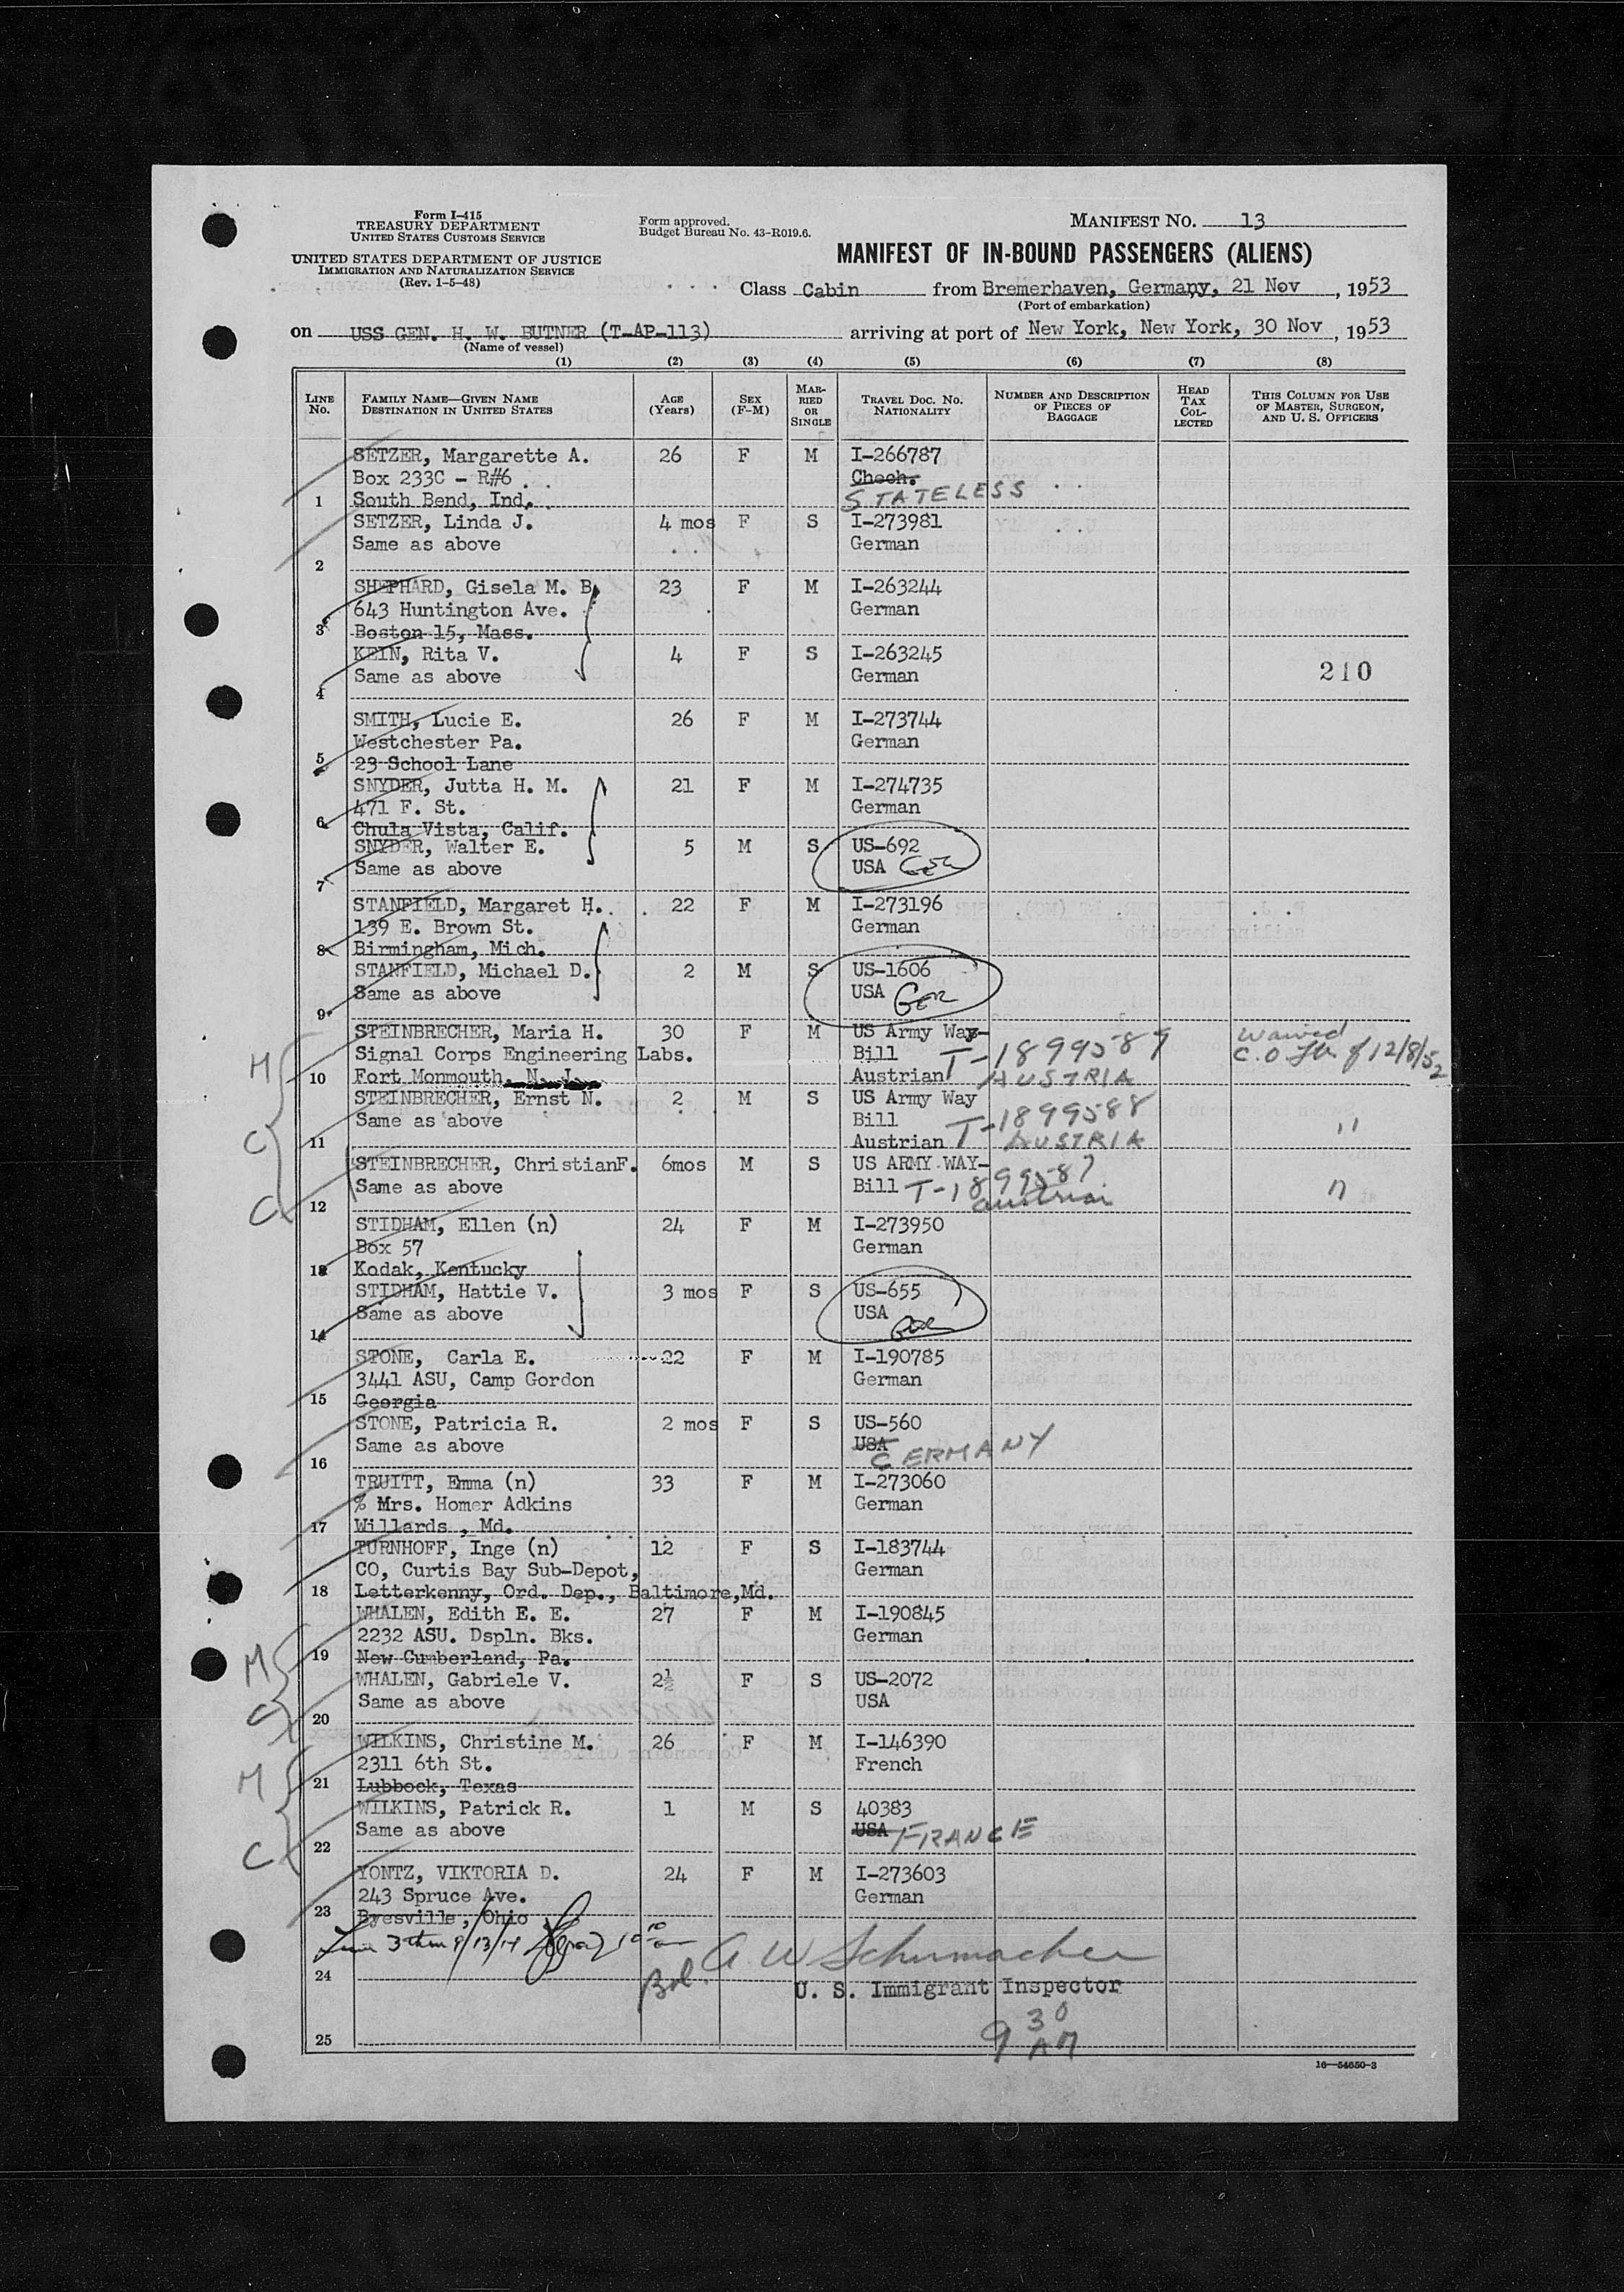 Form I-415
TREASURY DEPARTMENT
UNITED STATES CUSTOMS SERVICE
UNITED STATES DEPARTMENT OF JUSTICE
IMMIGRATION AND NATURALIZATION SERVICE
(Rev. 1-5-48)
Form approved.
Budget Bureau No. 43-R019.6.
MANIFEST NO. 13
MANIFEST OF IN-BOUND PASSENGERS (ALIENS)
Class Cabin from Bremerhaven, Germany, 21 Nov, 1953
(Port of embarkation)
on USS GEN. H. W. BUTNER (T-AP-113) arriving at port of New York, New York, 30 Nov, 1953
(Name of vessel)
(1) (2) (3) (4) (5) (6) (7) (8)
LINE No. FAMILY NAME—GIVEN NAME DESTINATION IN UNITED STATES AGE (Years) SEX (F-M) MARRIED OR SINGLE TRAVEL DOC. NO. NATIONALITY NUMBER AND DESCRIPTION OF PIECES OF BAGGAGE HEAD TAX COLLECTED THIS COLUMN FOR USE OF MASTER, SURGEON, AND U. S. OFFICERS
SETZER, Margarette A. 26 F M I-266787
Box 233C - R#6 Chech.
1 South Bend, Ind. STATELESS
SETZER, Linda J. 4 mos F S I-273981
Same as above German
2
SHEPHARD, Gisela M. B. 23 F M I-263244
643 Huntington Ave. German
3 Boston 15, Mass.
KEIN, Rita V. 4 F S I-263245
Same as above German 210
4
SMITH, Lucie E. 26 F M I-273744
Westchester Pa. German
5 23 School Lane
SNYDER, Jutta H. M. 21 F M I-274735
471 F. St. German
6 Chula Vista, Calif.
SNYDER, Walter E. 5 M S US-692
Same as above USA Ger
7
STANFIELD, Margaret H. 22 F M I-273196
139 E. Brown St. German
8 Birmingham, Mich.
STANFIELD, Michael D. 2 M S US-1606
Same as above USA Ger
9
STEINBRECHER, Maria H. 30 F M US Army Way- Waived
Signal Corps Engineering Labs. Bill T-1899589 C.O. of 12/8/52
10 Fort Monmouth, N. J. Austrian AUSTRIA
STEINBRECHER, Ernst N. 2 M S US Army Way
Same as above Bill T-1899588 "
11 Austrian AUSTRIA
STEINBRECHER, ChristianF. 6mos M S US ARMY WAY-
Same as above Bill T-1899587 "
12 Austrian
STIDHAM, Ellen (n) 24 F M I-273950
Box 57 German
13 Kodak, Kentucky
STIDHAM, Hattie V. 3 mos F S US-655
Same as above USA Ger
14
STONE, Carla E. 22 F M I-190785
3441 ASU, Camp Gordon German
15 Georgia
STONE, Patricia R. 2 mos F S US-560
Same as above USA GERMANY
16
TRUITT, Emma (n) 33 F M I-273060
% Mrs. Homer Adkins German
17 Willards, Md.
TURNHOFF, Inge (n) 12 F S I-183744
CO, Curtis Bay Sub-Depot, German
18 Letterkenny, Ord. Dep., Baltimore,Md.
WHALEN, Edith E. E. 27 F M I-190845
2232 ASU. Dspln. Bks. German
M 19 New Cumberland, Pa.
WHALEN, Gabriele V. 2½ F S US-2072
C Same as above USA
20
WILKINS, Christine M. 26 F M I-146390
M 2311 6th St. French
21 Lubbock, Texas
WILKINS, Patrick R. 1 M S 40383
Same as above USA FRANCE
C 22
YONTZ, VIKTORIA D. 24 F M I-273603
243 Spruce Ave. German
23 Byesville, Ohio
Bal. A. W Schumacher
24 U. S. Immigrant Inspector
9 30 AM
25
16—54650-3